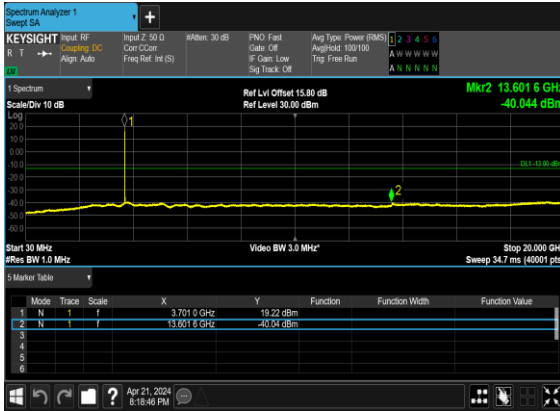 Spectrum Analyzer 1
Swept SA
+
KEYSIGHT Input: RF Input Z: 50 Ω #Atten: 30 dB PNO: Fast Avg Type: Power (RMS) 1 2 3 4 5 6
R T Coupling: DC Corr CCorr Gate: Off Avg|Hold: 100/100 A W W W W W
Align: Auto Freq Ref: Int (S) IF Gain: Low Trig: Free Run
Sig Track: Off A N N N N N
1 Spectrum Ref Lvl Offset 15.80 dB Mkr2 13.601 6 GHz
Scale/Div 10 dB Ref Level 30.00 dBm -40.044 dBm
Log
20.0
10.0
0.00
-10.0
-20.0
-30.0
-40.0
-50.0
-60.0
1
DL1 -13.00 dBm
2
Start 30 MHz Video BW 3.0 MHz* Stop 20.000 GHz
#Res BW 1.0 MHz Sweep 34.7 ms (40001 pts)
5 Marker Table
Mode Trace Scale X Y Function Function Width Function Value
1 N 1 f 3.701 0 GHz 19.22 dBm
2 N 1 f 13.601 6 GHz -40.04 dBm
3
4
5
6
? Apr 21, 2024
8:18:46 PM